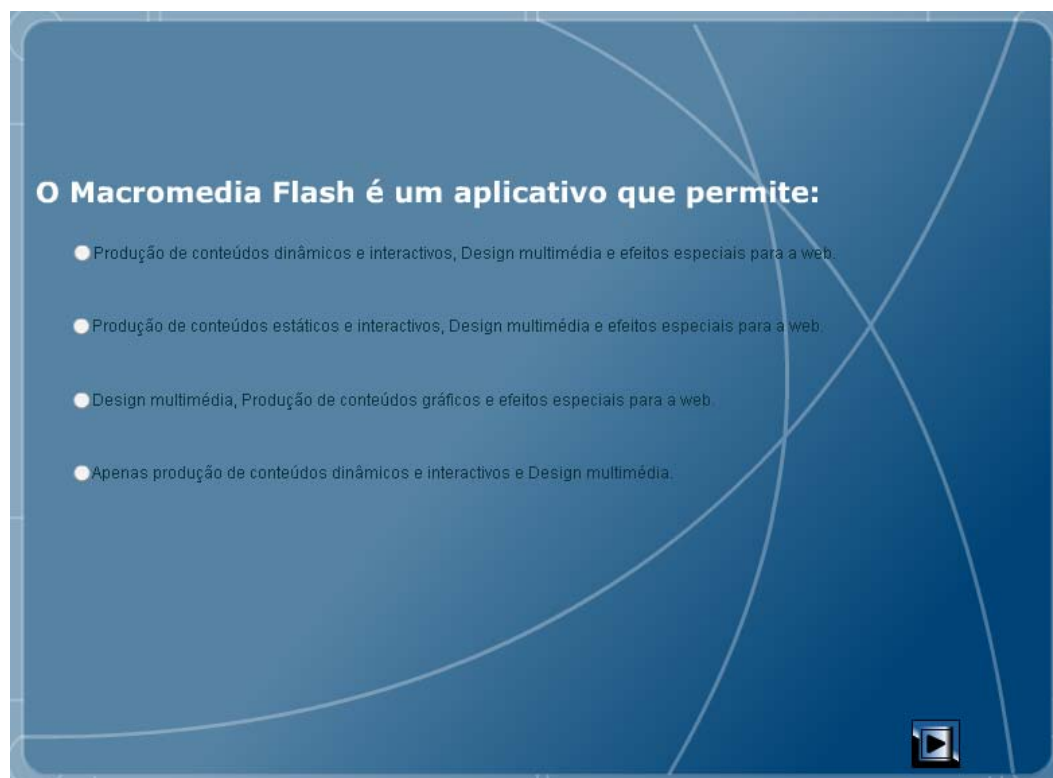 O Macromedia Flash é um aplicativo que permite:
Produção de conteúdos dinâmicos e interactivos, Design multimédia e efeitos especiais para a web.
Produção de conteúdos estáticos e interactivos, Design multimédia e efeitos especiais para a web.
Design multimédia, Produção de conteúdos gráficos e efeitos especiais para a web.
Apenas produção de conteúdos dinâmicos e interactivos e Design multimédia.